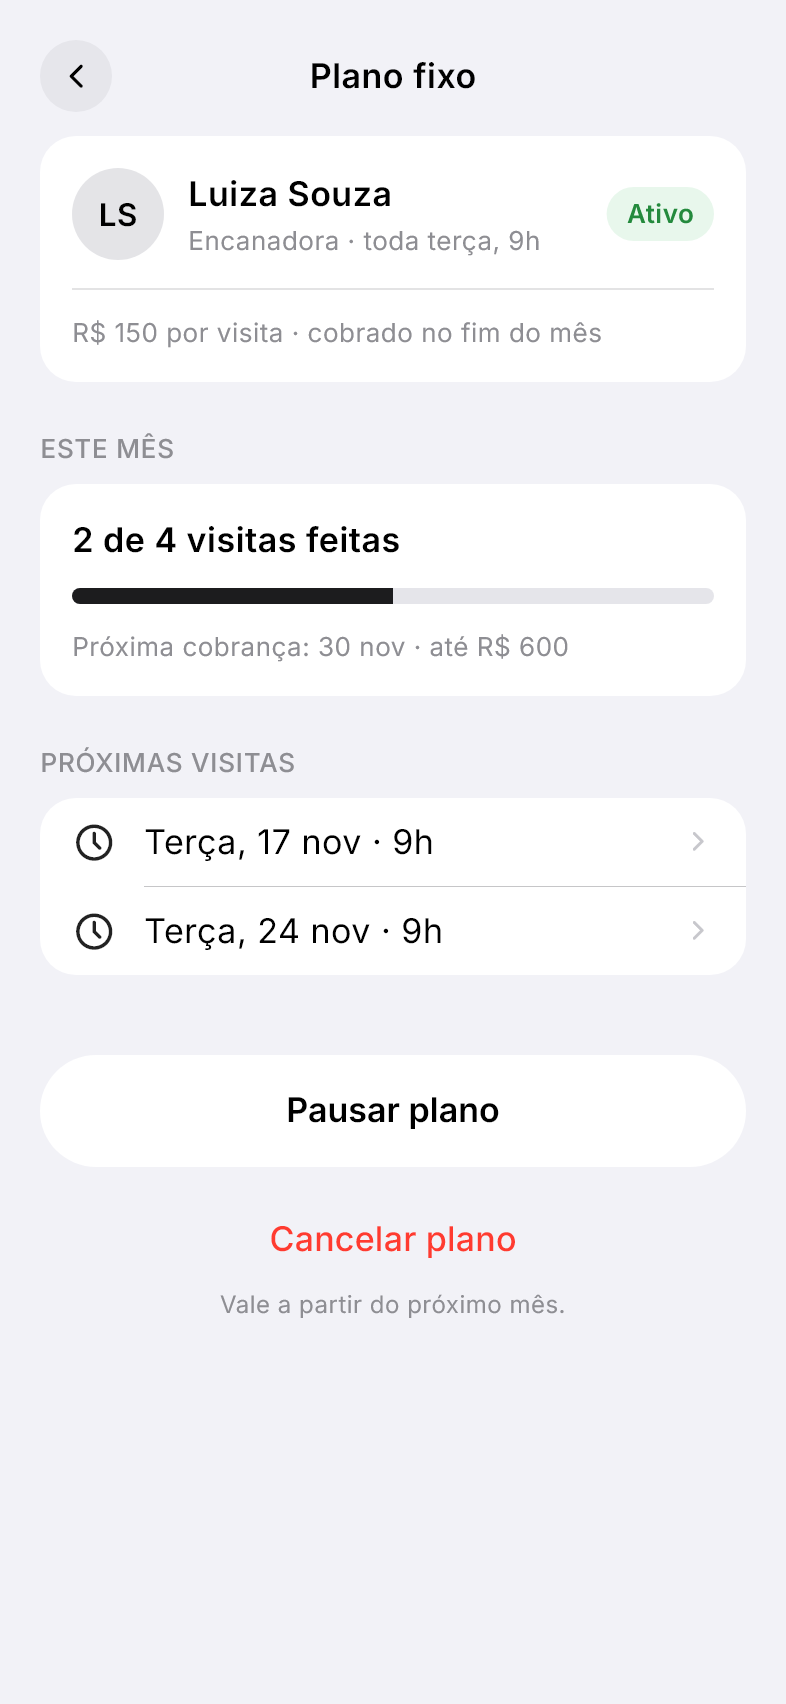 Plano fixo
LS
Luiza Souza
Ativo
Encanadora · toda terça, 9h
R$ 150 por visita · cobrado no fim do mês
ESTE MÊS
2 de 4 visitas feitas
Próxima cobrança: 30 nov · até R$ 600
PRÓXIMAS VISITAS
Terça, 17 nov · 9h
Terça, 24 nov · 9h
Pausar plano
Cancelar plano
Vale a partir do próximo mês.